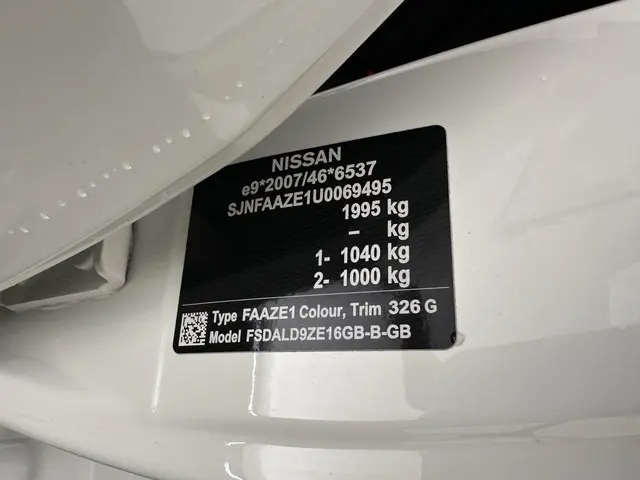 NISSAN
e9*2007/46*6537
SJNFAAZE1U0069495
1995 kg
– kg
1- 1040 kg
2- 1000 kg
Type FAAZE1 Colour, Trim 326 G
Model FSDALD9ZE16GB-B-GB